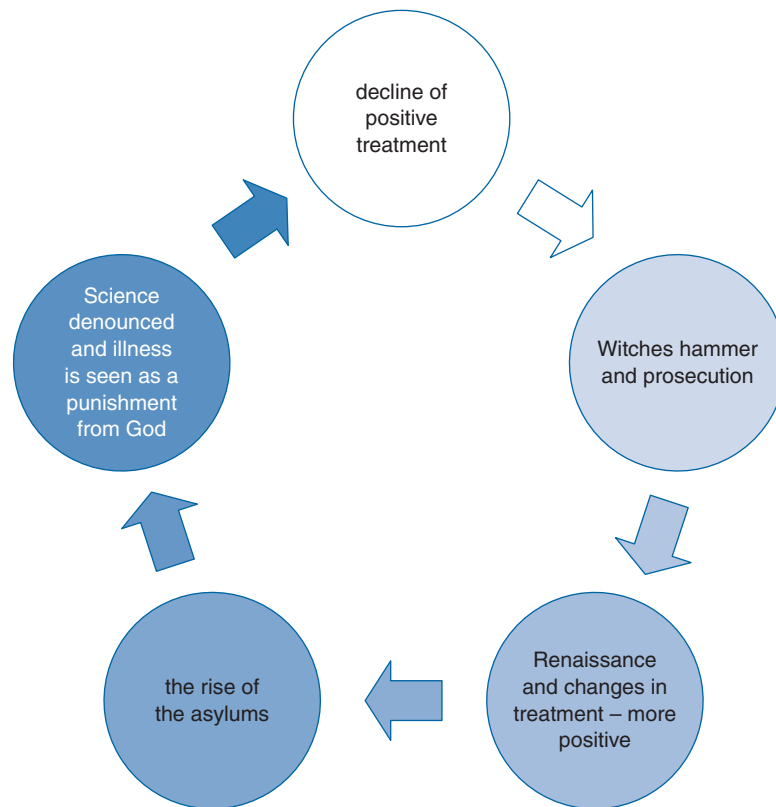 decline of
positive
treatment
Witches hammer
and prosecution
Renaissance
and changes in
treatment – more
positive
the rise of
the asylums
Science
denounced
and illness
is seen as a
punishment
from God